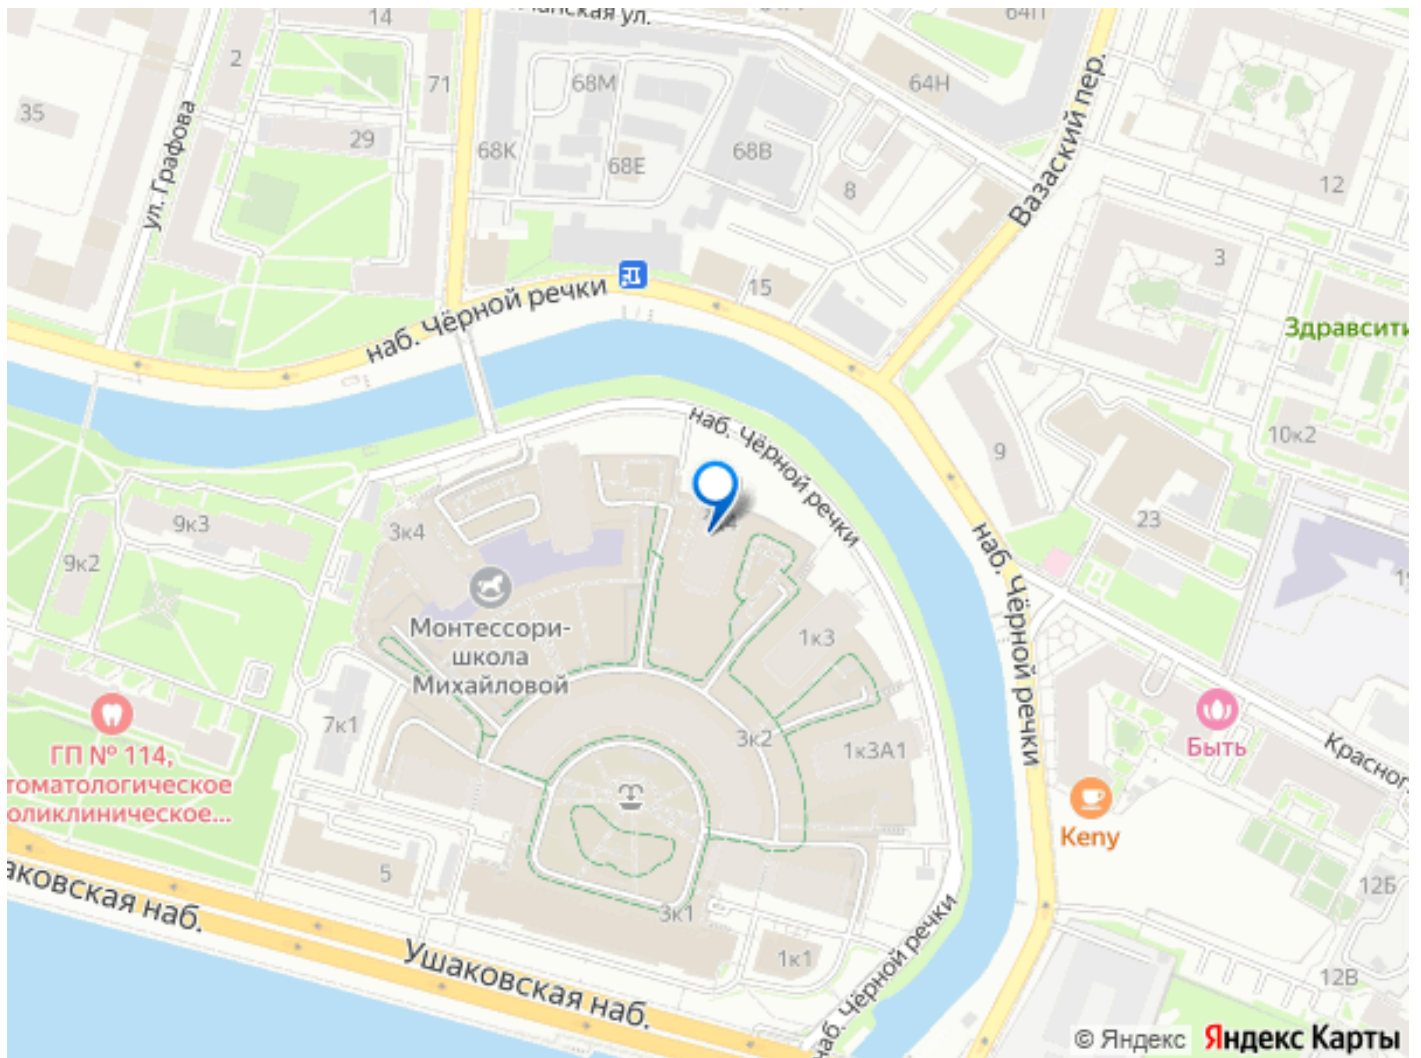 14
64Н
2
71
68М
64Н
35
29
68К
68Е
68В
8
12
ул. Графова
Вазаский пер.
3
15
наб. Чёрной речки
Здравсити
наб. Чёрной речки
10к2
9
9к3
3к4
23
9к2
наб. Чёрной речки
Монтессори-
школа
Михайловой
1к3
7к1
3к2
1к3А1
ГП № 114,
томатологическое
оликлиническое...
Быть
Красног
Keny
5
аковская наб.
3к1
12Б
Ушаковская наб.
1к1
наб. Чёрной речки
12В
© Яндекс Яндекс Карты